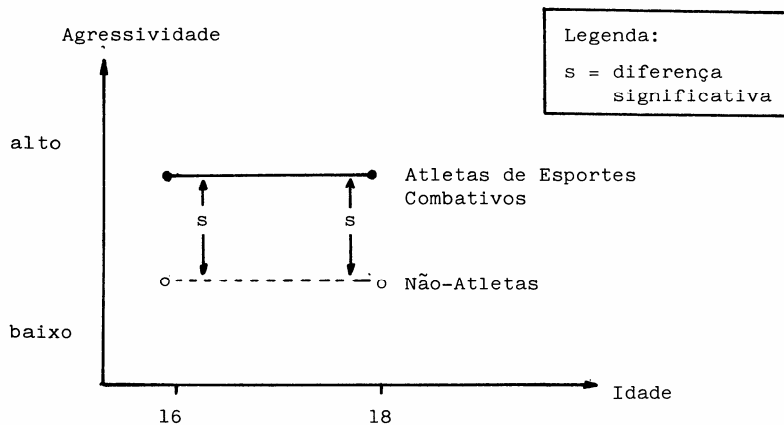 Agressividade
Legenda:
s = diferença
significativa
alto
Atletas de Esportes
Combativos
s
s
Não-Atletas
baixo
Idade
16
18